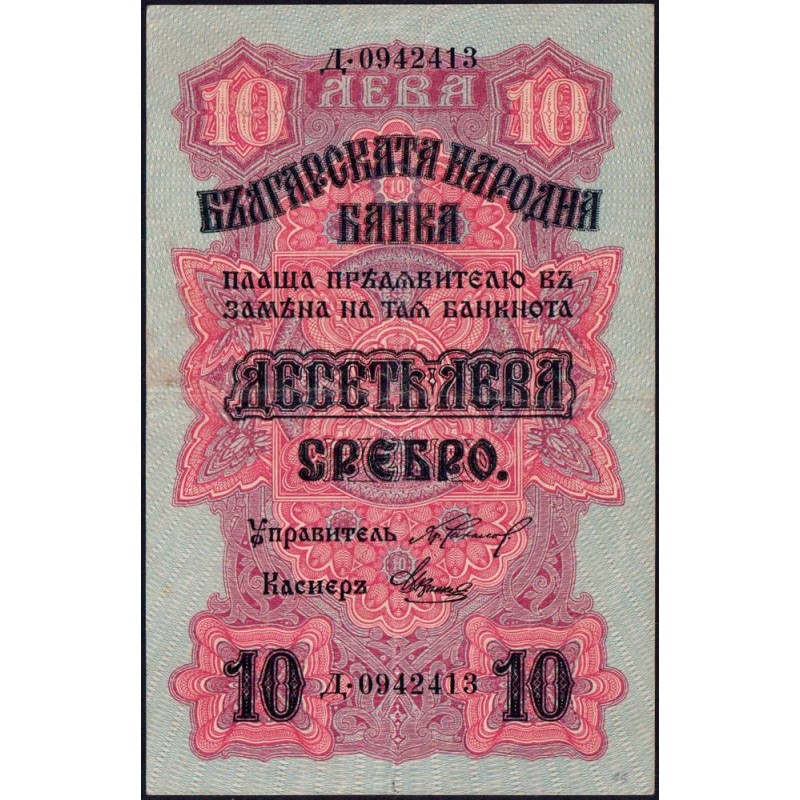 Д·0942413
10 ЛЕВА 10
БЪЛГАРСКАТА НАРОДНА
БАНКА
ПЛАЩА ПРѢДЯВИТЕЛЮ ВЪ
ЗАМѢНА НА ТАЯ БАНКНОТА
ДЕСЕТЬ ЛЕВА
СРЕБРО.
Управитель
Касиеръ
10 Д·0942413 10